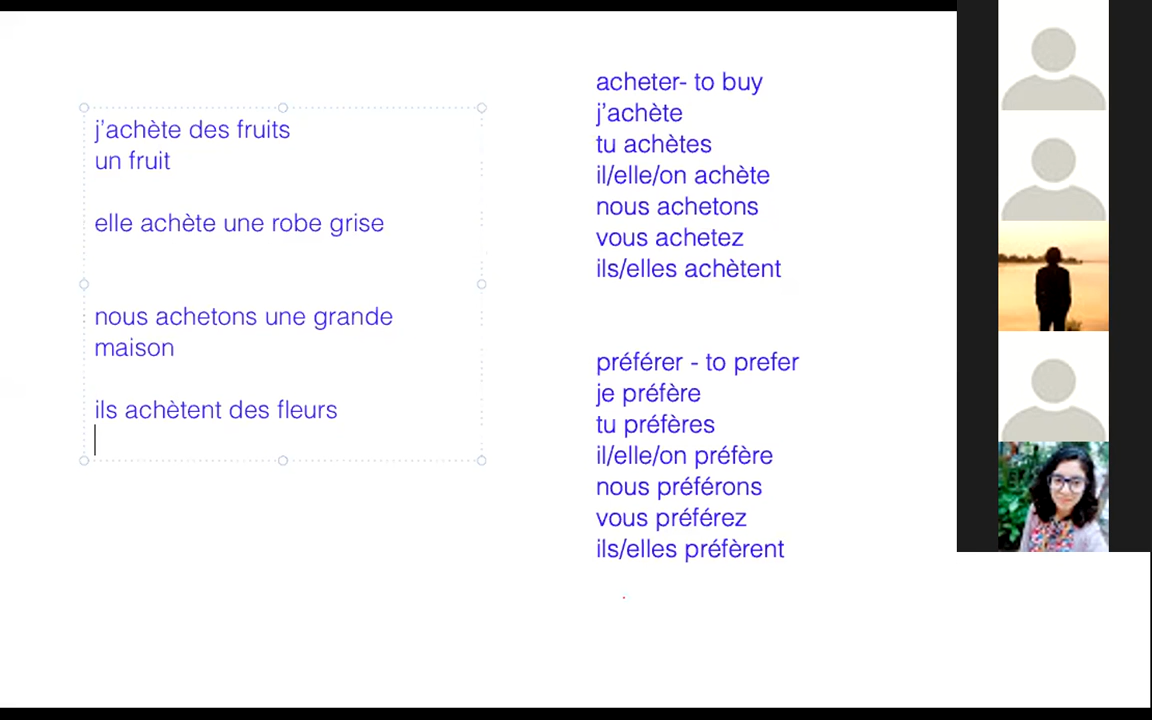 j’achète des fruits
un fruit
elle achète une robe grise
nous achetons une grande
maison
ils achètent des fleurs
acheter- to buy
j’achète
tu achètes
il/elle/on achète
nous achetons
vous achetez
ils/elles achètent
préférer - to prefer
je préfère
tu préfères
il/elle/on préfère
nous préférons
vous préférez
ils/elles préfèrent